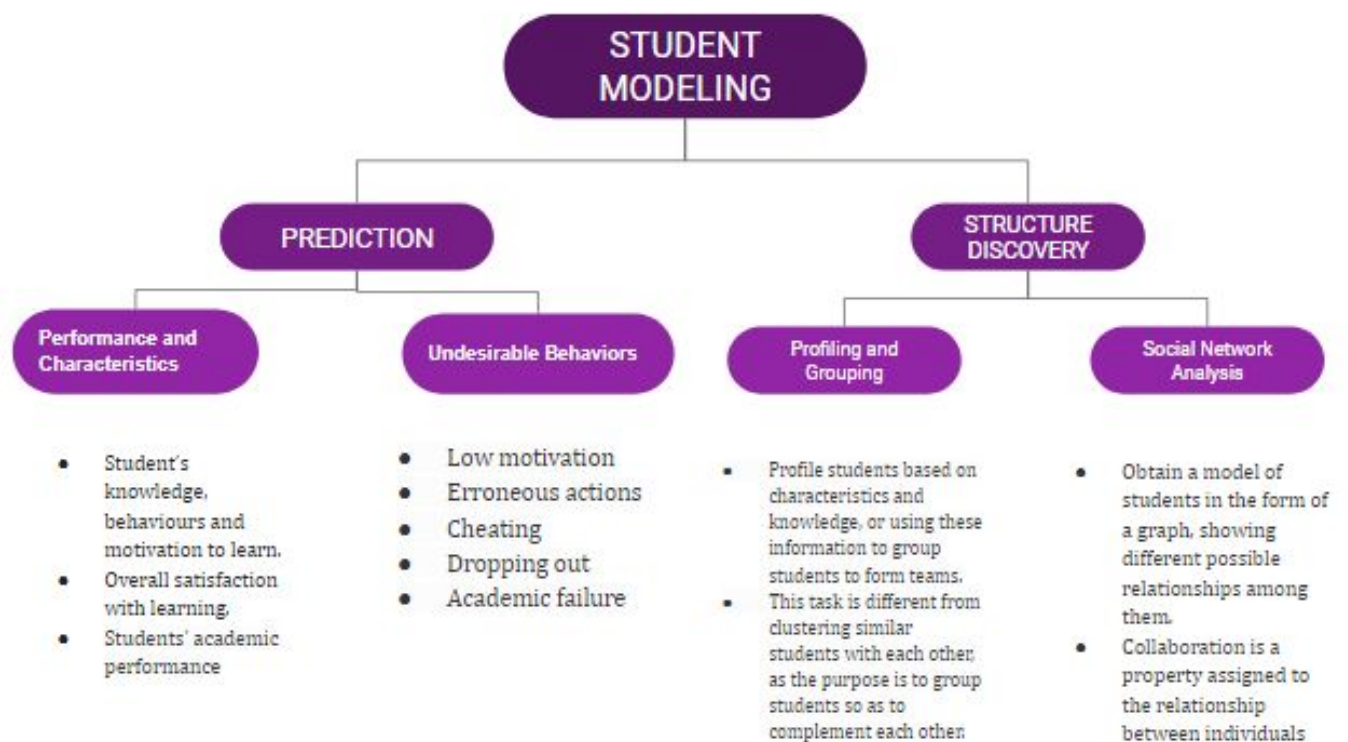 STUDENT
MODELING
PREDICTION
STRUCTURE
DISCOVERY
Performance and
Characteristics
Undesirable Behaviors
Profiling and
Grouping
Social Network
Analysis
● Student's
knowledge,
behaviours and
motivation to learn.
● Overall satisfaction
with learning,
● Students' academic
performance
● Low motivation
● Erroneous actions
● Cheating
● Dropping out
● Academic failure
● Profile students based on
characteristics and
knowledge, or using these
information to group
students to form teams.
● This task is different from
clustering similar
students with each other,
as the purpose is to group
students so as to
complement each other.
● Obtain a model of
students in the form of
a graph, showing
different possible
relationships among
them.
● Collaboration is a
property assigned to
the relationship
between individuals